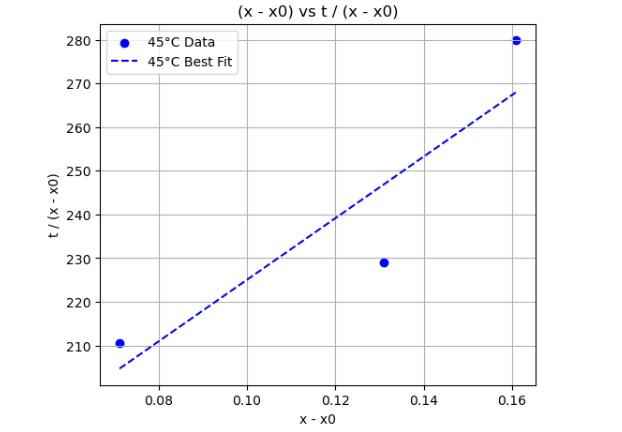 (x - x0) vs t / (x - x0)
45°C Data
45°C Best Fit
t / (x - x0)
280
270
260
250
240
230
220
210
0.08 0.10 0.12 0.14 0.16
x - x0